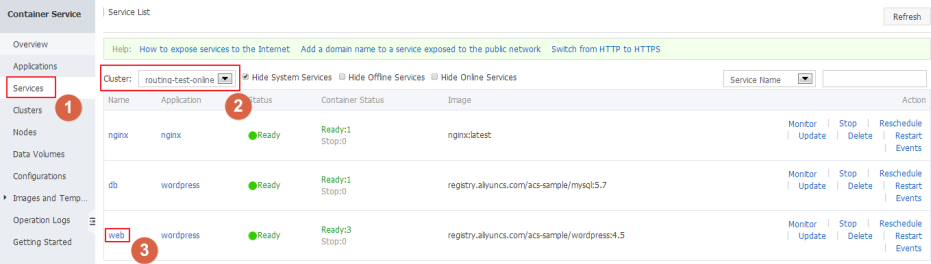 Container Service
Service List
Refresh
Overview
Applications
Services
Clusters
Nodes
Data Volumes
Configurations
Images and Temp...
Operation Logs
Getting Started
1
Help: How to expose services to the Internet Add a domain name to a service exposed to the public network Switch from HTTP to HTTPS
Cluster: routing-test-online Hide System Services Hide Offline Services Hide Online Services Service Name
2
Name Application Status Container Status Image Action
nginx nginx Ready Ready:1 Stop:0 nginx:latest Monitor Stop Reschedule
Update Delete Restart
Events
db wordpress Ready Ready:1 Stop:0 registry.aliyuncs.com/acs-sample/mysql:5.7 Monitor Stop Reschedule
Update Delete Restart
Events
web wordpress Ready Ready:3 Stop:0 registry.aliyuncs.com/acs-sample/wordpress:4.5 Monitor Stop Reschedule
Update Delete Restart
Events
3